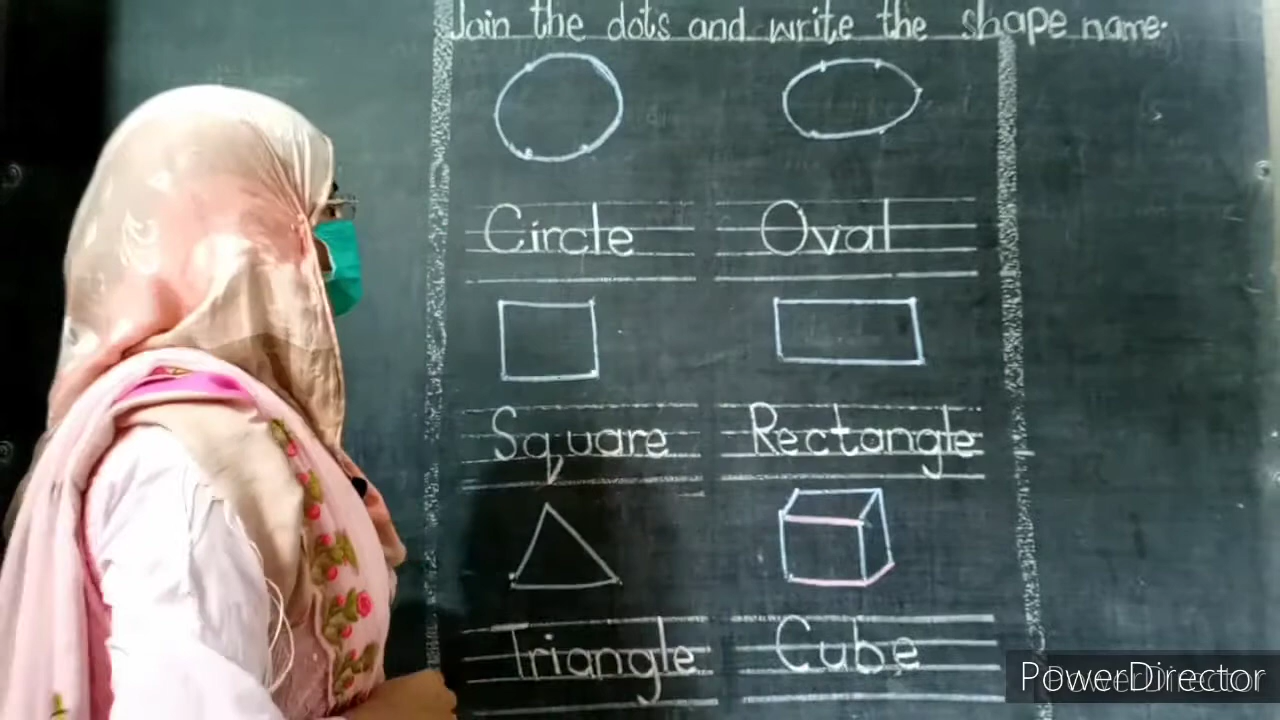 Join the dots and write the shape name.
Circle Oval
Square Rectangle
Triangle Cube
PowerDirector